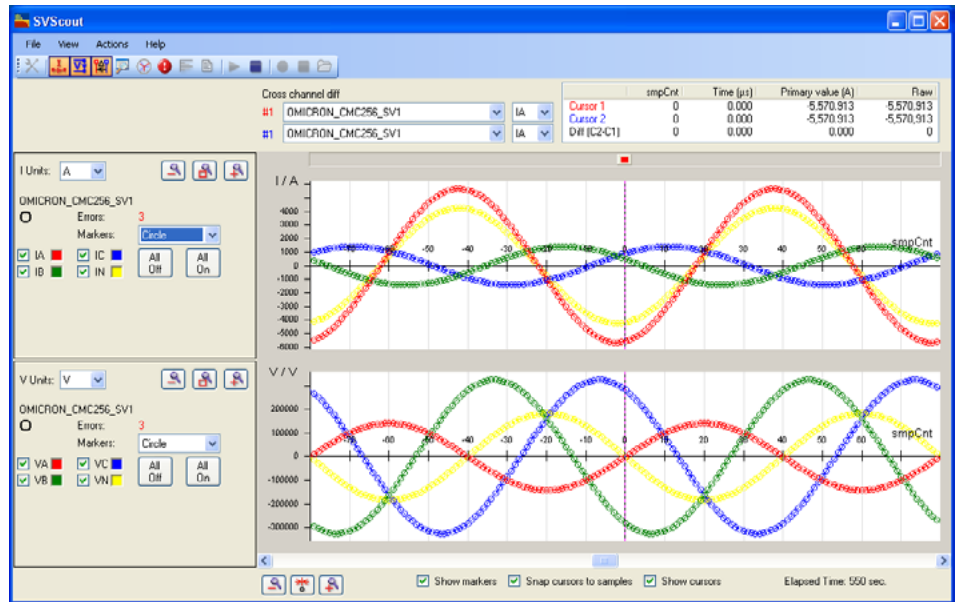 SVScout
File View Actions Help
Cross channel diff
#1 OMICRON_CMC256_SV1 IA
#1 OMICRON_CMC256_SV1 IA
smpCnt Time (µs) Primary value (A) Raw
Cursor 1 0 0.000 -5,570.913 -5,570,913
Cursor 2 0 0.000 -5,570.913 -5,570,913
Diff (C2-C1) 0 0.000 0.000 0
I Units: A
OMICRON_CMC256_SV1
Errors: 3
Markers: Circle
IA IC All Off All On
IB IN
I / A
4000
3000
2000
1000
0
-1000
-2000
-3000
-4000
-5000
-6000
-60 -50 -40 -30 -20 -10 0 10 20 30 40 50 60 smpCnt
V Units: V
OMICRON_CMC256_SV1
Errors: 3
Markers: Circle
VA VC All Off All On
VB VN
V / V
200000
100000
0
-100000
-200000
-300000
-70 -60 -50 -40 -30 -20 -10 0 10 20 30 40 50 60 smpCnt
Show markers Snap cursors to samples Show cursors Elapsed Time: 550 sec.